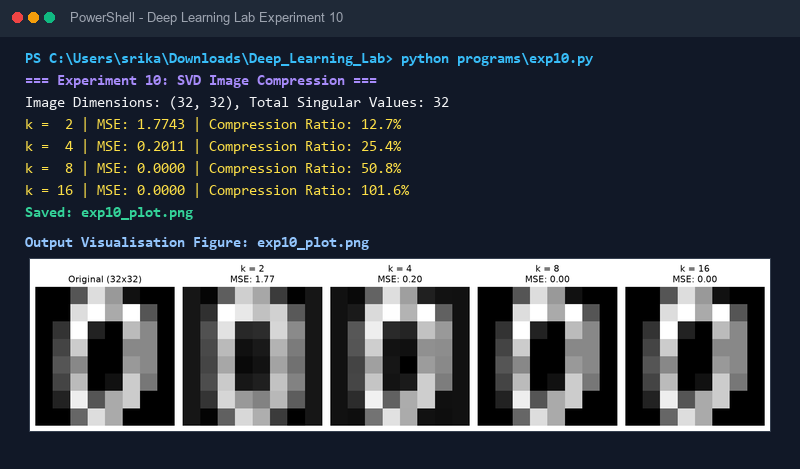 PowerShell - Deep Learning Lab Experiment 10
PS C:\Users\srika\Downloads\Deep_Learning_Lab> python programs\exp10.py
=== Experiment 10: SVD Image Compression ===
Image Dimensions: (32, 32), Total Singular Values: 32
k =  2 | MSE: 1.7743 | Compression Ratio: 12.7%
k =  4 | MSE: 0.2011 | Compression Ratio: 25.4%
k =  8 | MSE: 0.0000 | Compression Ratio: 50.8%
k = 16 | MSE: 0.0000 | Compression Ratio: 101.6%
Saved: exp10_plot.png
Output Visualisation Figure: exp10_plot.png
Original (32x32)
k = 2
MSE: 1.77
k = 4
MSE: 0.20
k = 8
MSE: 0.00
k = 16
MSE: 0.00